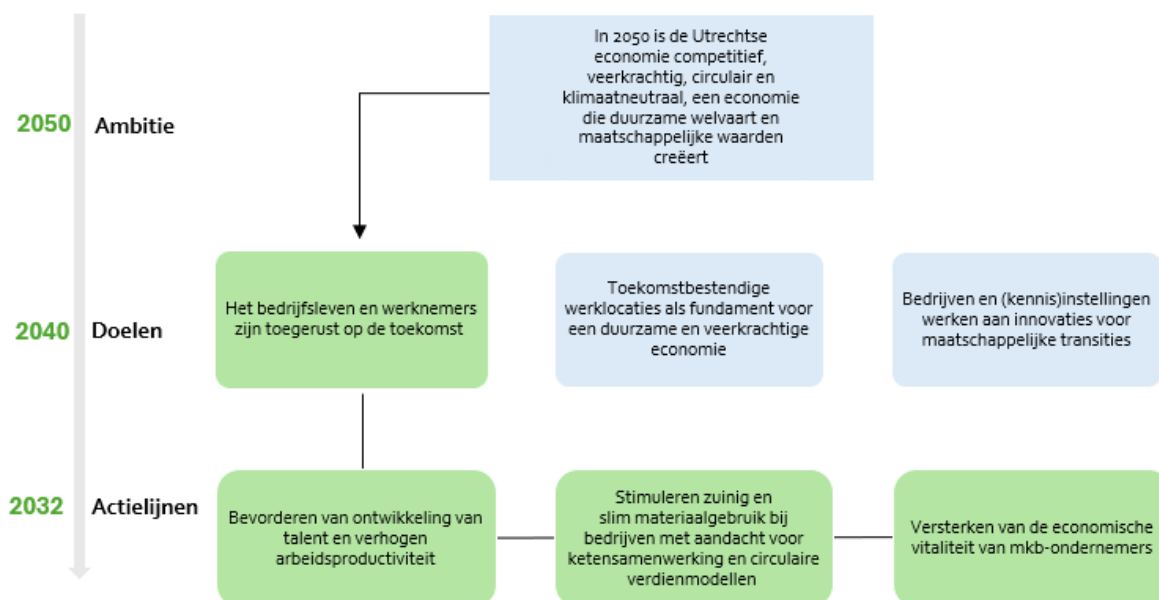 In 2050 is de Utrechtse
economie competitief,
veerkrachtig, circulair en
klimaatneutraal, een economie
die duurzame welvaart en
maatschappelijke waarden
creëert
2050 Ambitie
Het bedrijfsleven en werknemers
zijn toegerust op de toekomst
Toekomstbestendige
werklocaties als fundament voor
een duurzame en veerkrachtige
economie
Bedrijven en (kennis)instellingen
werken aan innovaties voor
maatschappelijke transities
2040 Doelen
2032 Actielijnen
Bevorderen van ontwikkeling van
talent en verhogen
arbeidsproductiviteit
Stimuleren zuinig en
slim materiaalgebruik bij
bedrijven met aandacht voor
ketensamenwerking en circulaire
verdienmodellen
Versterken van de economische
vitaliteit van mkb-ondernemers